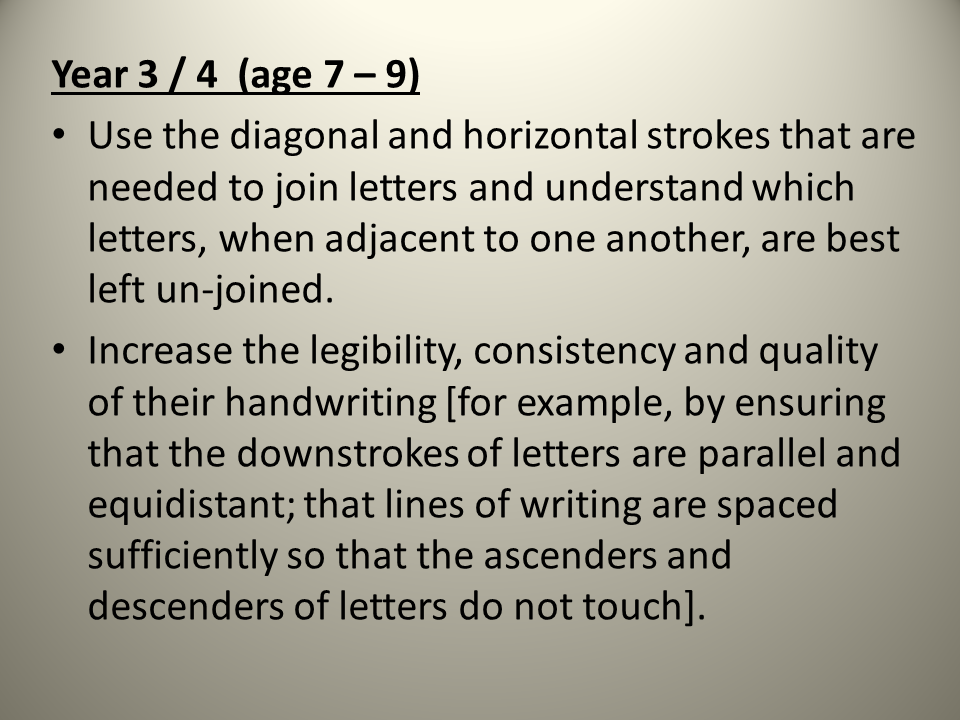 Year 3 / 4  (age 7 – 9)
• Use the diagonal and horizontal strokes that are
needed to join letters and understand which
letters, when adjacent to one another, are best
left un-joined.
• Increase the legibility, consistency and quality
of their handwriting [for example, by ensuring
that the downstrokes of letters are parallel and
equidistant; that lines of writing are spaced
sufficiently so that the ascenders and
descenders of letters do not touch].